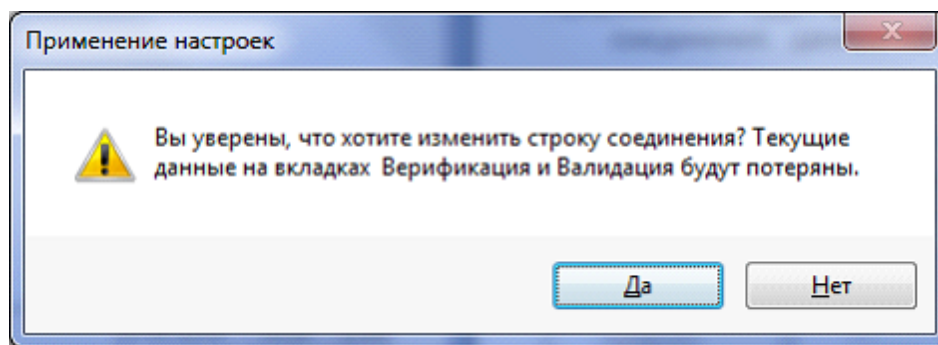 Применение настроек
Вы уверены, что хотите изменить строку соединения? Текущие
данные на вкладках  Верификация и Валидация будут потеряны.
Да
Нет